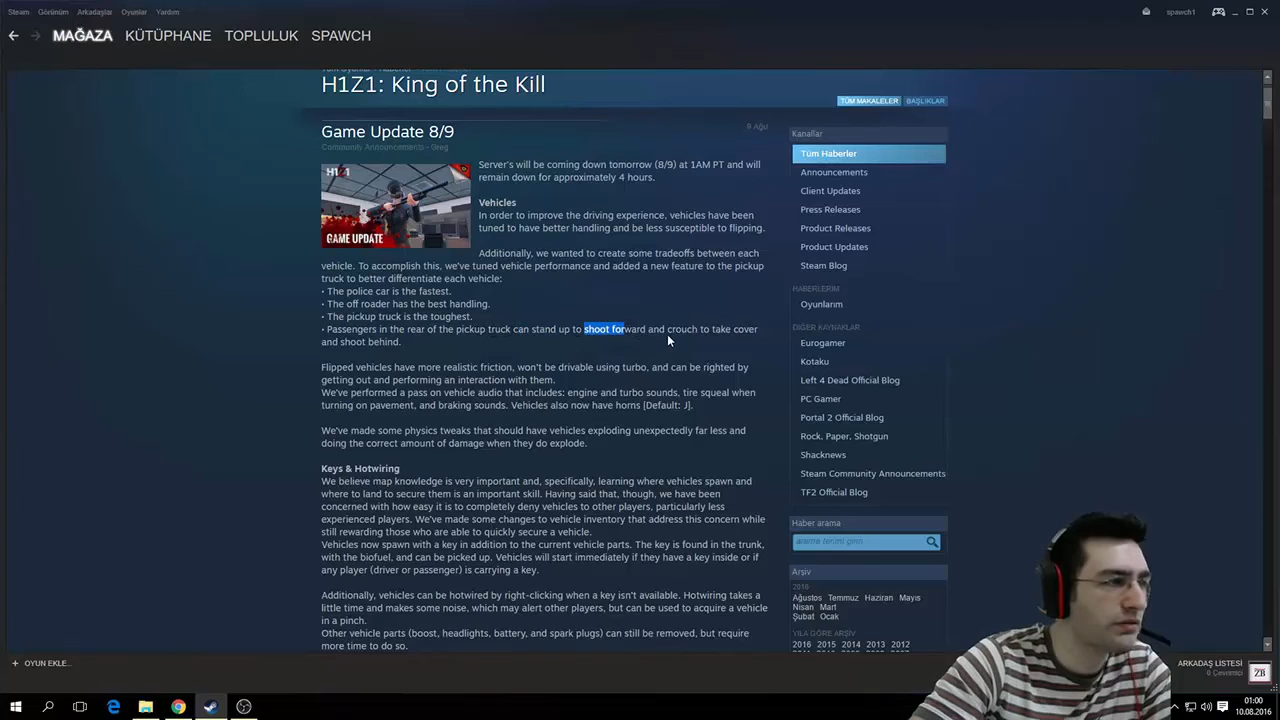 Steam Görünüm Arkadaşlar Oyunlar Yardım
spawch1
MAĞAZA KÜTÜPHANE TOPLULUK SPAWCH
H1Z1: King of the Kill
TÜM MAKALELER BAŞLIKLAR
Game Update 8/9
9 Ağu
Community Announcements - Greg
H1Z1
GAME UPDATE
Server's will be coming down tomorrow (8/9) at 1AM PT and will
remain down for approximately 4 hours.
Vehicles
In order to improve the driving experience, vehicles have been
tuned to have better handling and be less susceptible to flipping.
Additionally, we wanted to create some tradeoffs between each
vehicle. To accomplish this, we've tuned vehicle performance and added a new feature to the pickup
truck to better differentiate each vehicle:
• The police car is the fastest.
• The off roader has the best handling.
• The pickup truck is the toughest.
• Passengers in the rear of the pickup truck can stand up to shoot forward and crouch to take cover
and shoot behind.
Flipped vehicles have more realistic friction, won't be drivable using turbo, and can be righted by
getting out and performing an interaction with them.
We've performed a pass on vehicle audio that includes: engine and turbo sounds, tire squeal when
turning on pavement, and braking sounds. Vehicles also now have horns [Default: J].
We've made some physics tweaks that should have vehicles exploding unexpectedly far less and
doing the correct amount of damage when they do explode.
Keys & Hotwiring
We believe map knowledge is very important and, specifically, learning where vehicles spawn and
where to land to secure them is an important skill. Having said that, though, we have been
concerned with how easy it is to completely deny vehicles to other players, particularly less
experienced players. We've made some changes to vehicle inventory that address this concern while
still rewarding those who are able to quickly secure a vehicle.
Vehicles now spawn with a key in addition to the current vehicle parts. The key is found in the trunk,
with the biofuel, and can be picked up. Vehicles will start immediately if they have a key inside or if
any player (driver or passenger) is carrying a key.
Additionally, vehicles can be hotwired by right-clicking when a key isn't available. Hotwiring takes a
little time and makes some noise, which may alert other players, but can be used to acquire a vehicle
in a pinch.
Other vehicle parts (boost, headlights, battery, and spark plugs) can still be removed, but require
more time to do so.
Kanallar
Tüm Haberler
Announcements
Client Updates
Press Releases
Product Releases
Product Updates
Steam Blog
HABERLERIM
Oyunlarım
DIĞER KAYNAKLAR
Eurogamer
Kotaku
Left 4 Dead Official Blog
PC Gamer
Portal 2 Official Blog
Rock, Paper, Shotgun
Shacknews
Steam Community Announcements
TF2 Official Blog
Haber arama
arama terimi girin
Arşiv
2016
Ağustos Temmuz Haziran Mayıs
Nisan Mart
Şubat Ocak
YILA GÖRE ARŞIV
2016 2015 2014 2013 2012
+ OYUN EKLE...
ARKADAŞ LİSTESİ
0 Çevrimiçi
01:00
10.08.2016